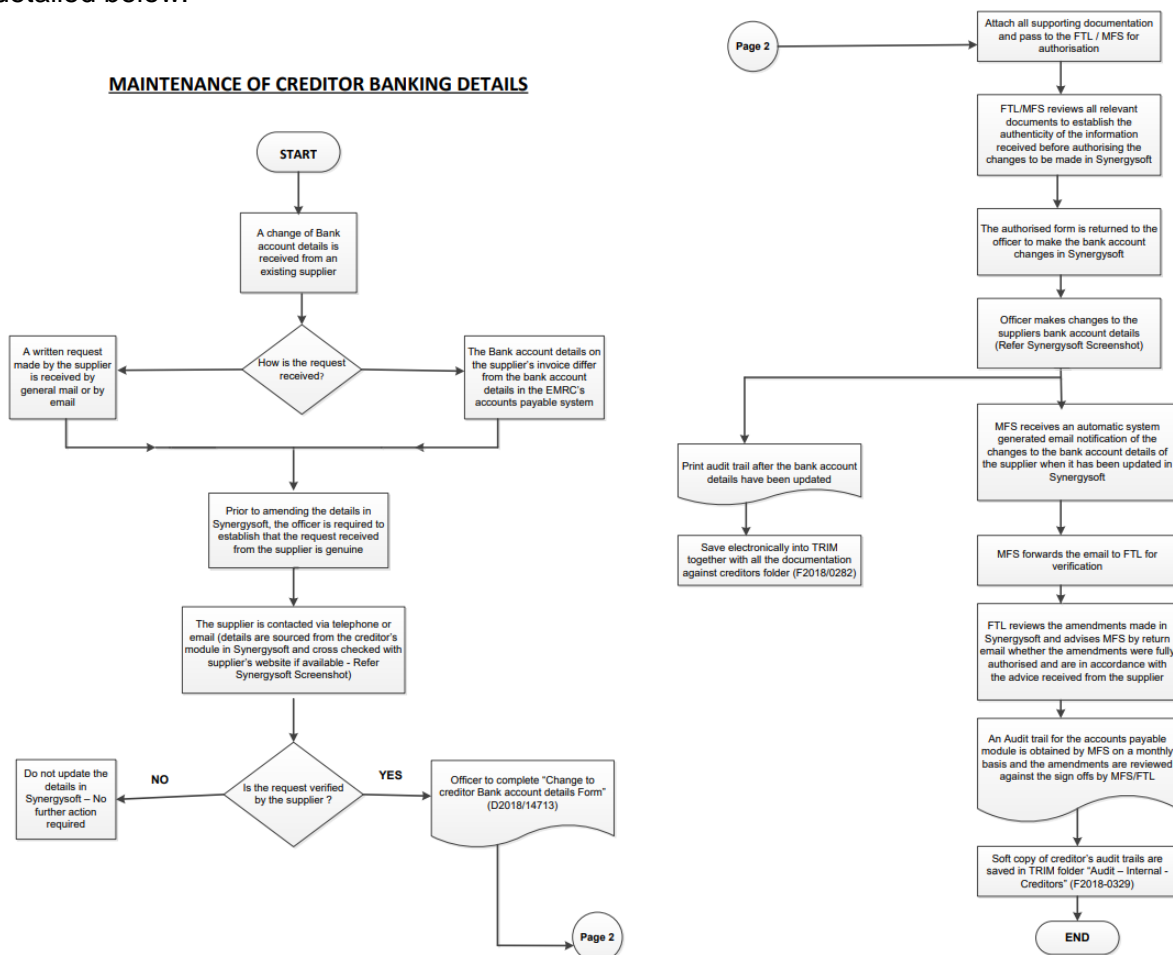 detailed below:
MAINTENANCE OF CREDITOR BANKING DETAILS
START
A change of Bank
account details is
received from an
existing supplier
How is the request
received?
A written request
made by the supplier
is received by
general mail or by
email
The Bank account details on
the supplier's invoice differ
from the bank account
details in the EMRC's
accounts payable system
Prior to amending the details in
Synergysoft, the officer is required to
establish that the request received
from the supplier is genuine
The supplier is contacted via telephone or
email (details are sourced from the creditor's
module in Synergysoft and cross checked with
supplier's website if available - Refer
Synergysoft Screenshot)
Is the request verified
by the supplier ?
NO
Do not update the
details in
Synergysoft – No
further action
required
YES
Officer to complete "Change to
creditor Bank account details Form"
(D2018/14713)
Page 2
Page 2
Attach all supporting documentation
and pass to the FTL / MFS for
authorisation
FTL/MFS reviews all relevant
documents to establish the
authenticity of the information
received before authorising the
changes to be made in Synergysoft
The authorised form is returned to the
officer to make the bank account
changes in Synergysoft
Officer makes changes to the
suppliers bank account details
(Refer Synergysoft Screenshot)
Print audit trail after the bank account
details have been updated
Save electronically into TRIM
together with all the documentation
against creditors folder (F2018/0282)
MFS receives an automatic system
generated email notification of the
changes to the bank account details of
the supplier when it has been updated in
Synergysoft
MFS forwards the email to FTL for
verification
FTL reviews the amendments made in
Synergysoft and advises MFS by return
email whether the amendments were fully
authorised and are in accordance with
the advice received from the supplier
An Audit trail for the accounts payable
module is obtained by MFS on a monthly
basis and the amendments are reviewed
against the sign offs by MFS/FTL
Soft copy of creditor's audit trails are
saved in TRIM folder "Audit – Internal -
Creditors" (F2018-0329)
END